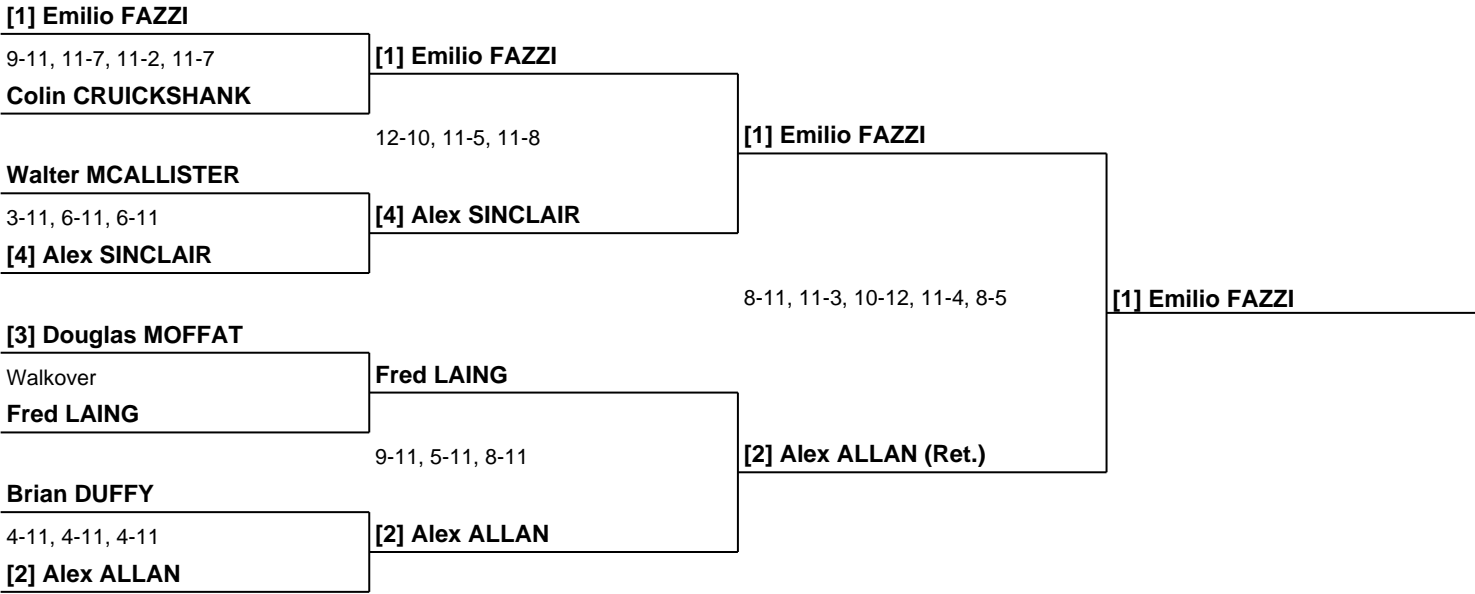 [1] Emilio FAZZI
9-11, 11-7, 11-2, 11-7
Colin CRUICKSHANK
[1] Emilio FAZZI
12-10, 11-5, 11-8
Walter MCALLISTER
3-11, 6-11, 6-11
[4] Alex SINCLAIR
[4] Alex SINCLAIR
[1] Emilio FAZZI
8-11, 11-3, 10-12, 11-4, 8-5
[1] Emilio FAZZI
[3] Douglas MOFFAT
Walkover
Fred LAING
Fred LAING
9-11, 5-11, 8-11
[2] Alex ALLAN (Ret.)
Brian DUFFY
4-11, 4-11, 4-11
[2] Alex ALLAN
[2] Alex ALLAN